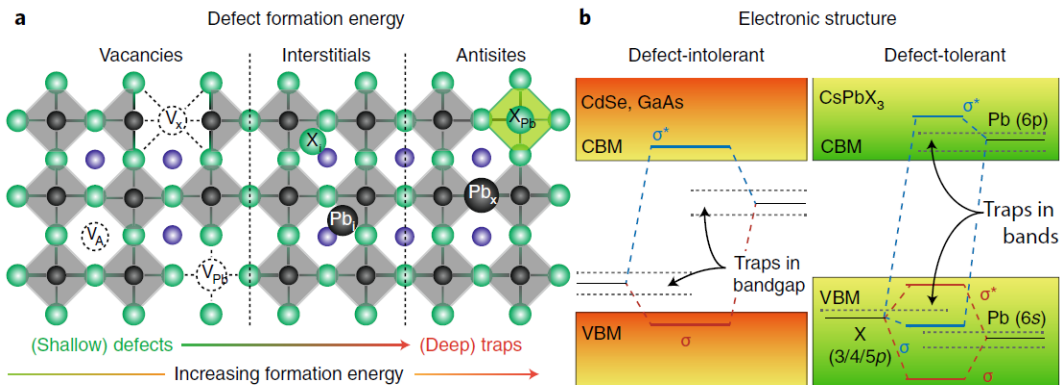 a
Defect formation energy
Vacancies
Interstitials
Antisites
Vx
Xi
XPb
Pbx
Pbi
VA
VPb
(Shallow) defects
(Deep) traps
Increasing formation energy
b
Electronic structure
Defect-intolerant
Defect-tolerant
CdSe, GaAs
σ*
CBM
Traps in
bandgap
VBM
σ
CsPbX3
σ*
Pb (6p)
CBM
Traps in
bands
VBM
σ*
X
(3/4/5p)
σ
Pb (6s)
σ